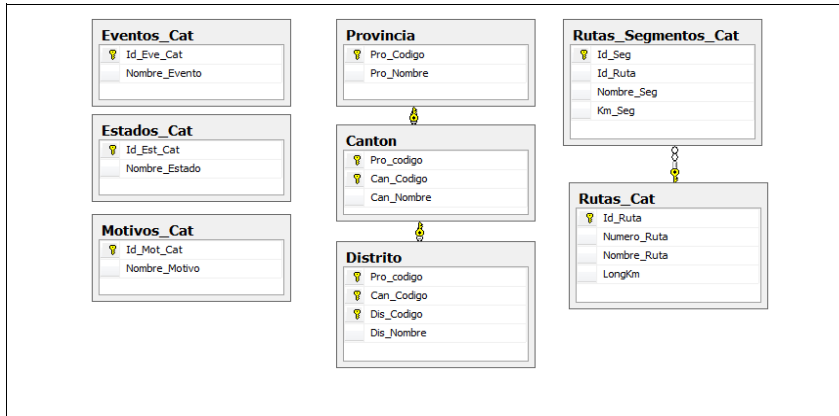 Eventos_Cat
Id_Eve_Cat
Nombre_Evento
Estados_Cat
Id_Est_Cat
Nombre_Estado
Motivos_Cat
Id_Mot_Cat
Nombre_Motivo
Provincia
Pro_Codigo
Pro_Nombre
Canton
Pro_codigo
Can_Codigo
Can_Nombre
Distrito
Pro_codigo
Can_Codigo
Dis_Codigo
Dis_Nombre
Rutas_Segmentos_Cat
Id_Seg
Id_Ruta
Nombre_Seg
Km_Seg
Rutas_Cat
Id_Ruta
Numero_Ruta
Nombre_Ruta
LongKm